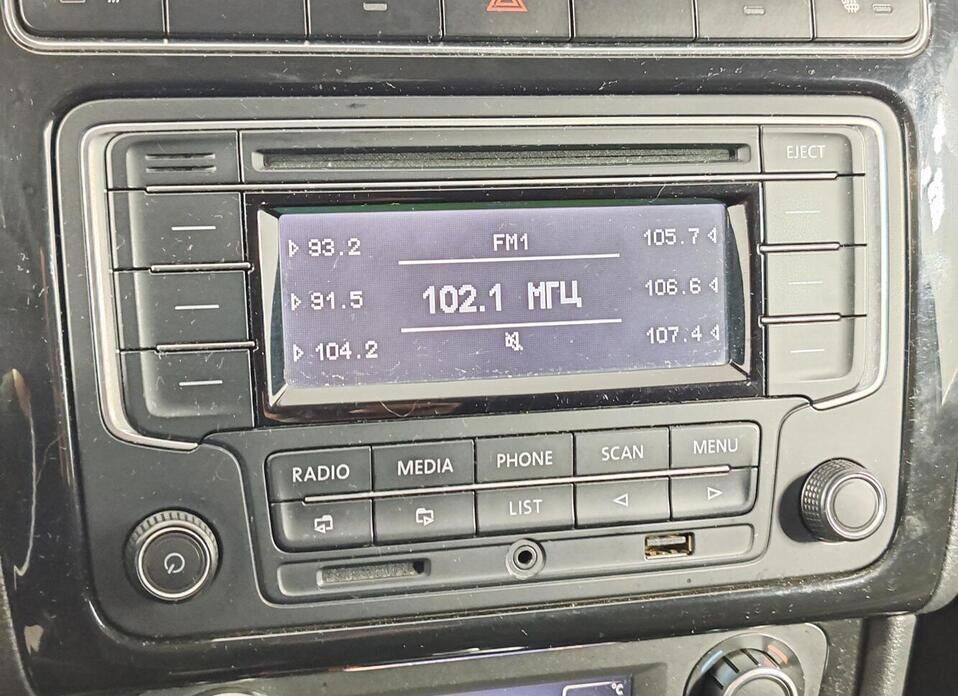 EJECT
93.2 FM1 105.7
91.5 102.1 МГЦ 106.6
104.2 107.4
RADIO MEDIA PHONE SCAN MENU
LIST
°C